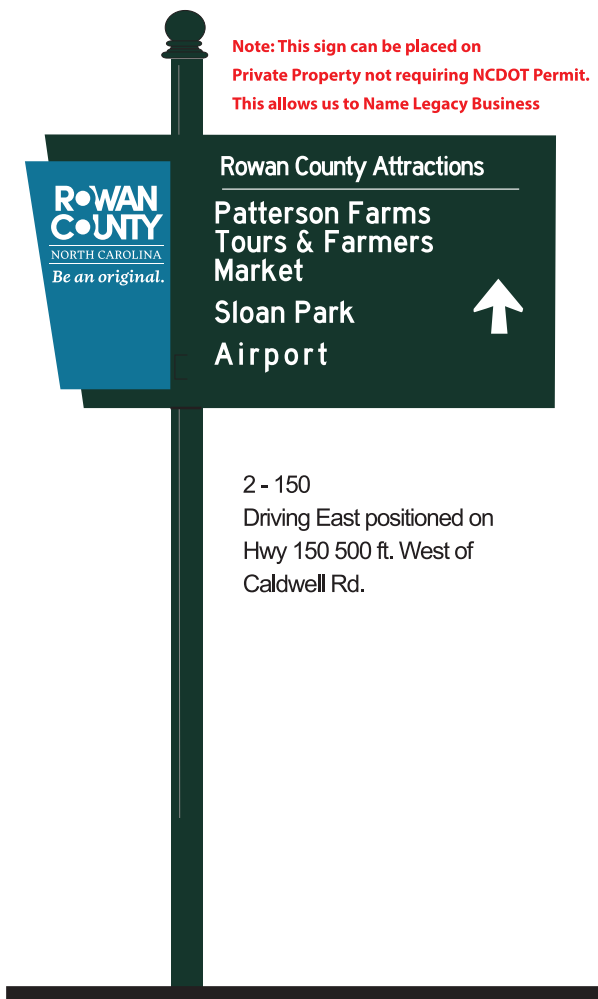 Note: This sign can be placed on
Private Property not requiring NCDOT Permit.
This allows us to Name Legacy Business
Rowan County Attractions
ROWAN
COUNTY
NORTH CAROLINA
Be an original.
Patterson Farms
Tours & Farmers
Market
Sloan Park
Airport
2 - 150
Driving East positioned on
Hwy 150 500 ft. West of
Caldwell Rd.